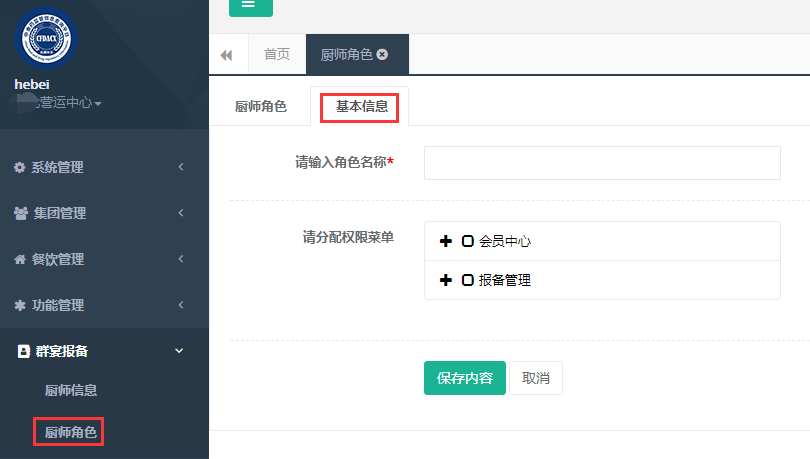 CFDACX
hebei
营运中心
系统管理
集团管理
餐饮管理
功能管理
群宴报备
厨师信息
厨师角色
首页
厨师角色
厨师角色
基本信息
请输入角色名称*
请分配权限菜单
会员中心
报备管理
保存内容
取消